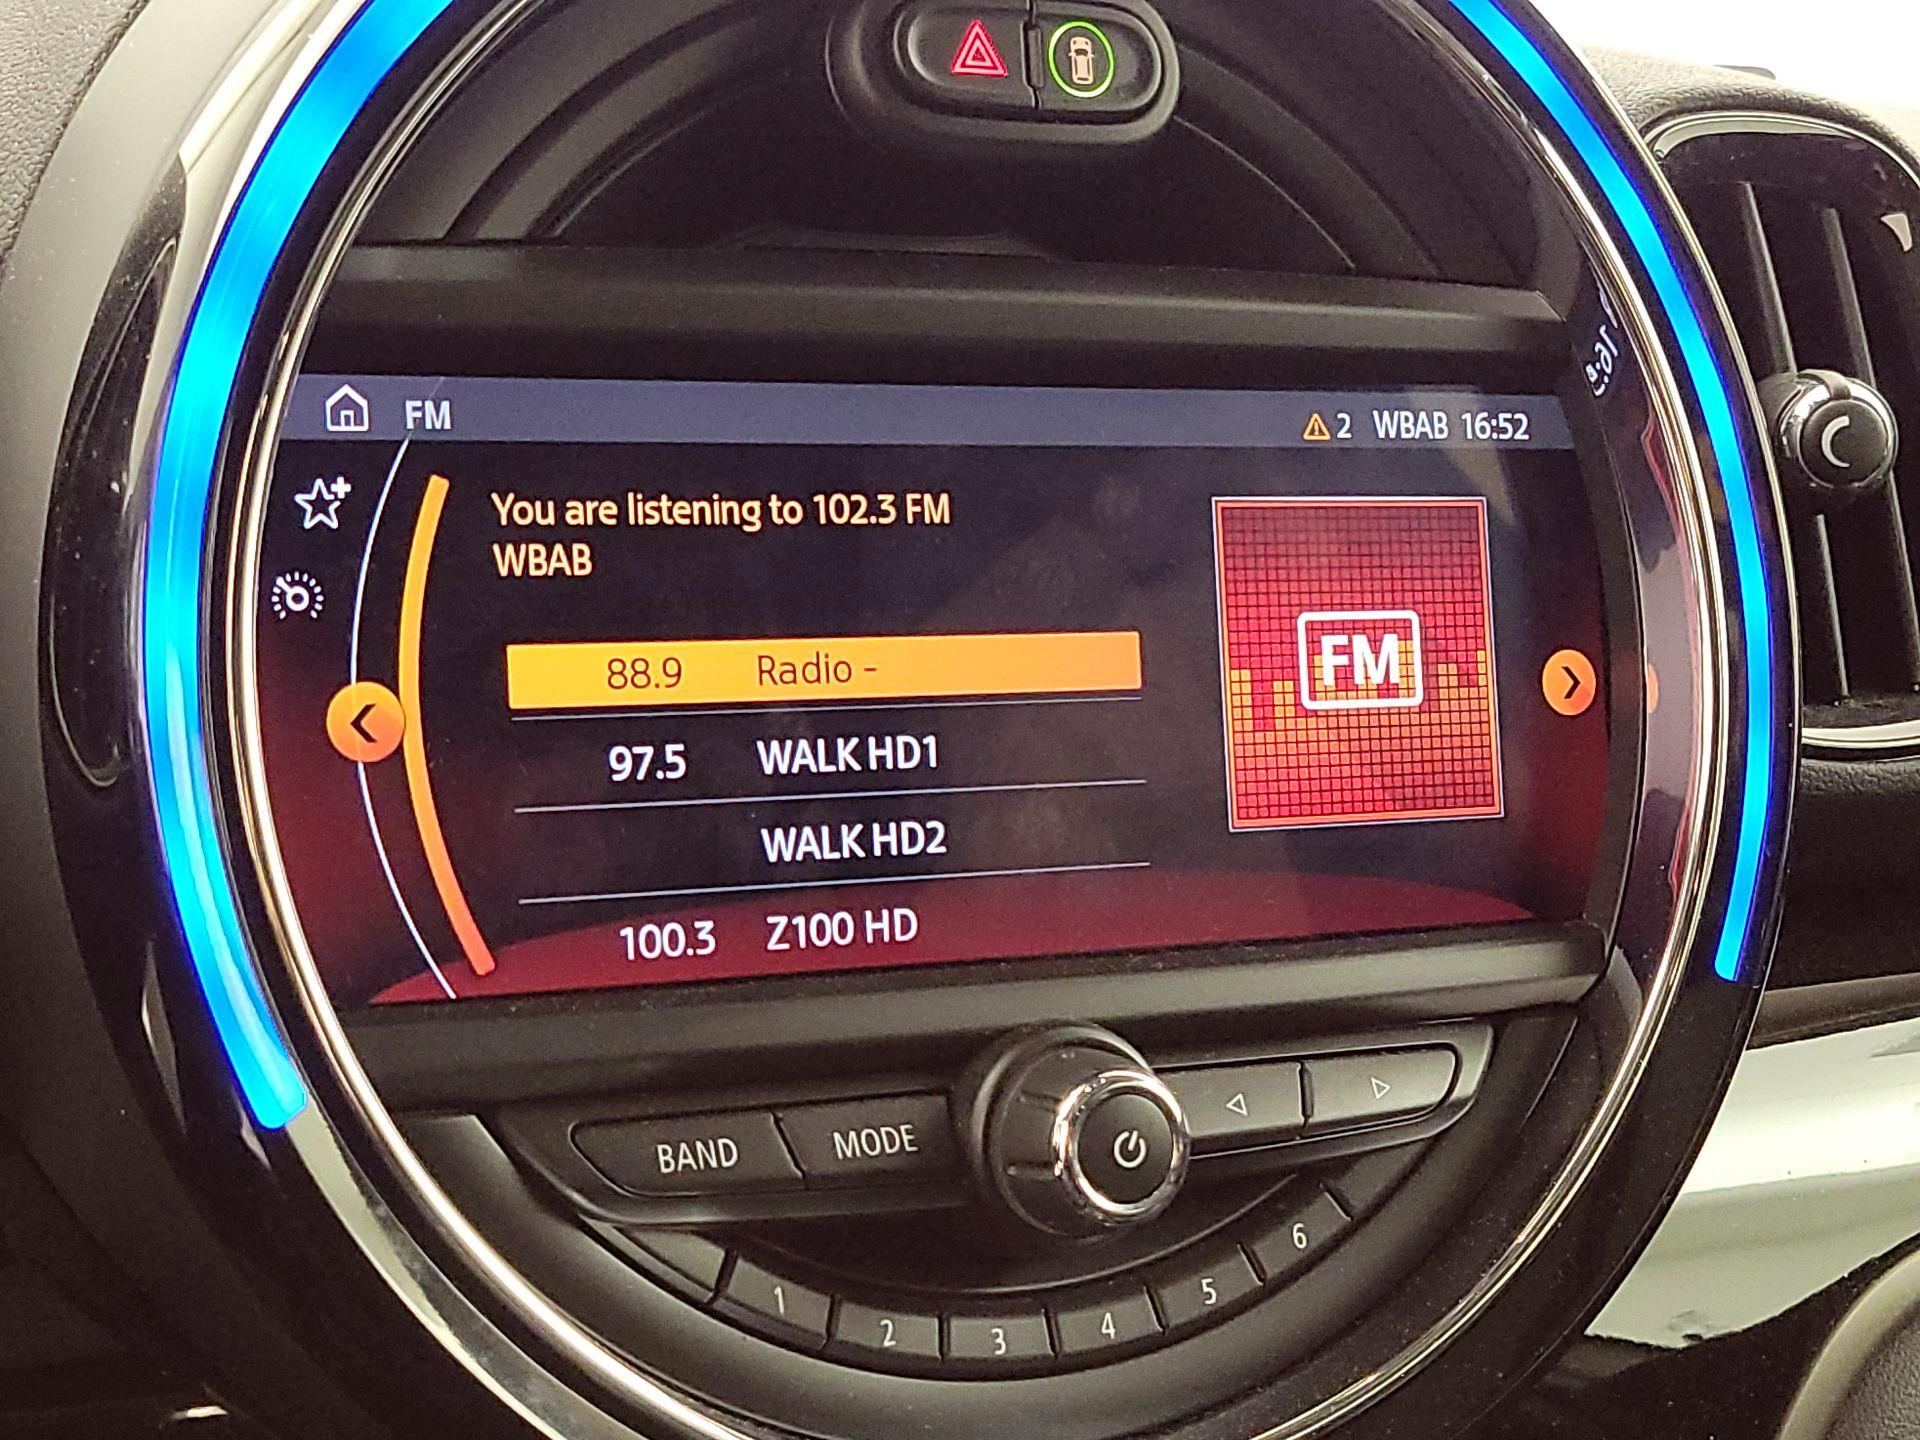 FM
2 WBAB 16:52
You are listening to 102.3 FM
WBAB
88.9 Radio -
97.5 WALK HD1
WALK HD2
100.3 Z100 HD
FM
BAND MODE
1 2 3 4 5 6